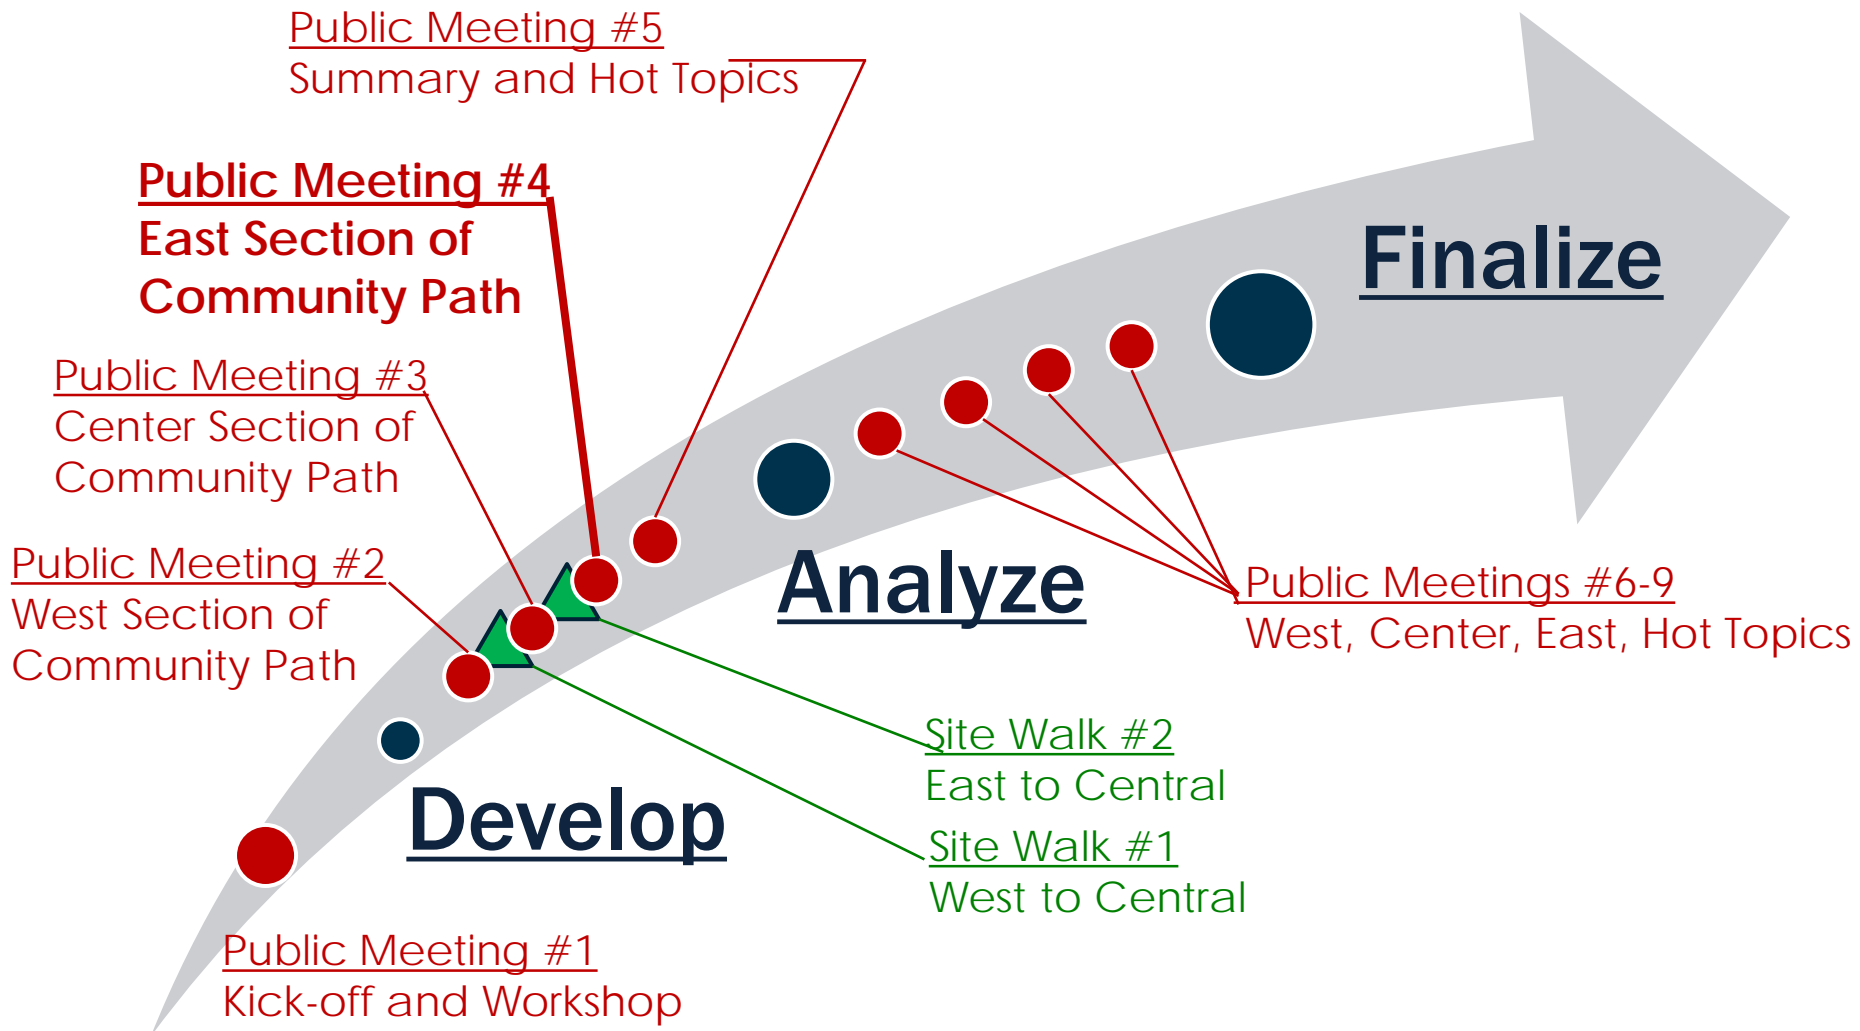 Public Meeting #5
Summary and Hot Topics
Public Meeting #4
East Section of
Community Path
Public Meeting #3
Center Section of
Community Path
Public Meeting #2
West Section of
Community Path
Public Meeting #1
Kick-off and Workshop
Develop
Analyze
Finalize
Public Meetings #6-9
West, Center, East, Hot Topics
Site Walk #2
East to Central
Site Walk #1
West to Central